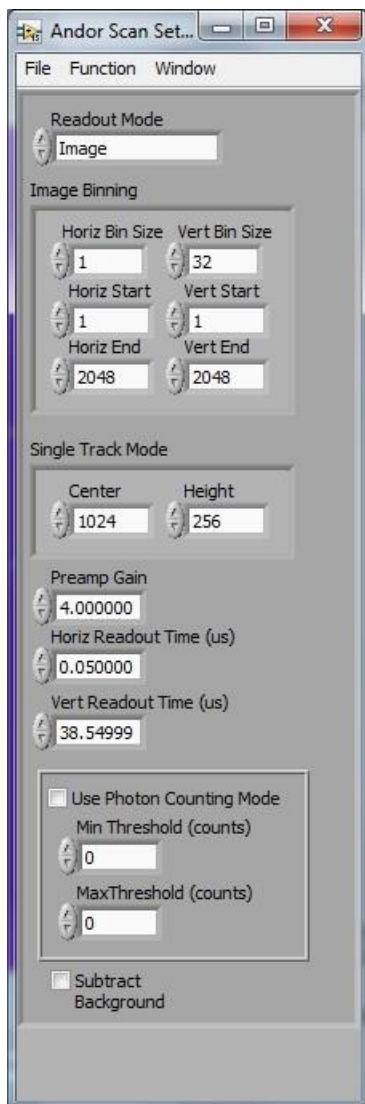 Andor Scan Set...
File Function Window
Readout Mode
Image
Image Binning
Horiz Bin Size Vert Bin Size
1 32
Horiz Start Vert Start
1 1
Horiz End Vert End
2048 2048
Single Track Mode
Center Height
1024 256
Preamp Gain
4.000000
Horiz Readout Time (us)
0.050000
Vert Readout Time (us)
38.54999
Use Photon Counting Mode
Min Threshold (counts)
0
MaxThreshold (counts)
0
Subtract
Background